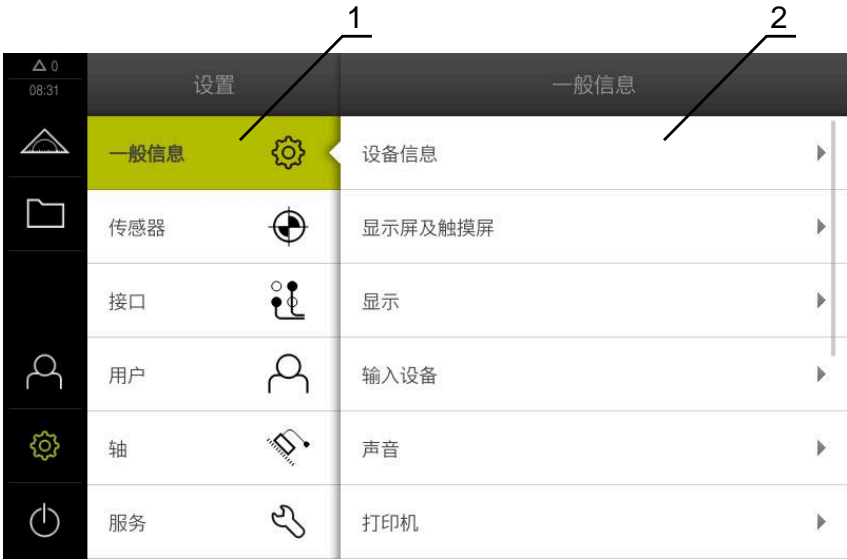 1
2
0
08:31
设置
一般信息
一般信息
设备信息
传感器
显示屏及触摸屏
接口
显示
用户
输入设备
轴
声音
服务
打印机